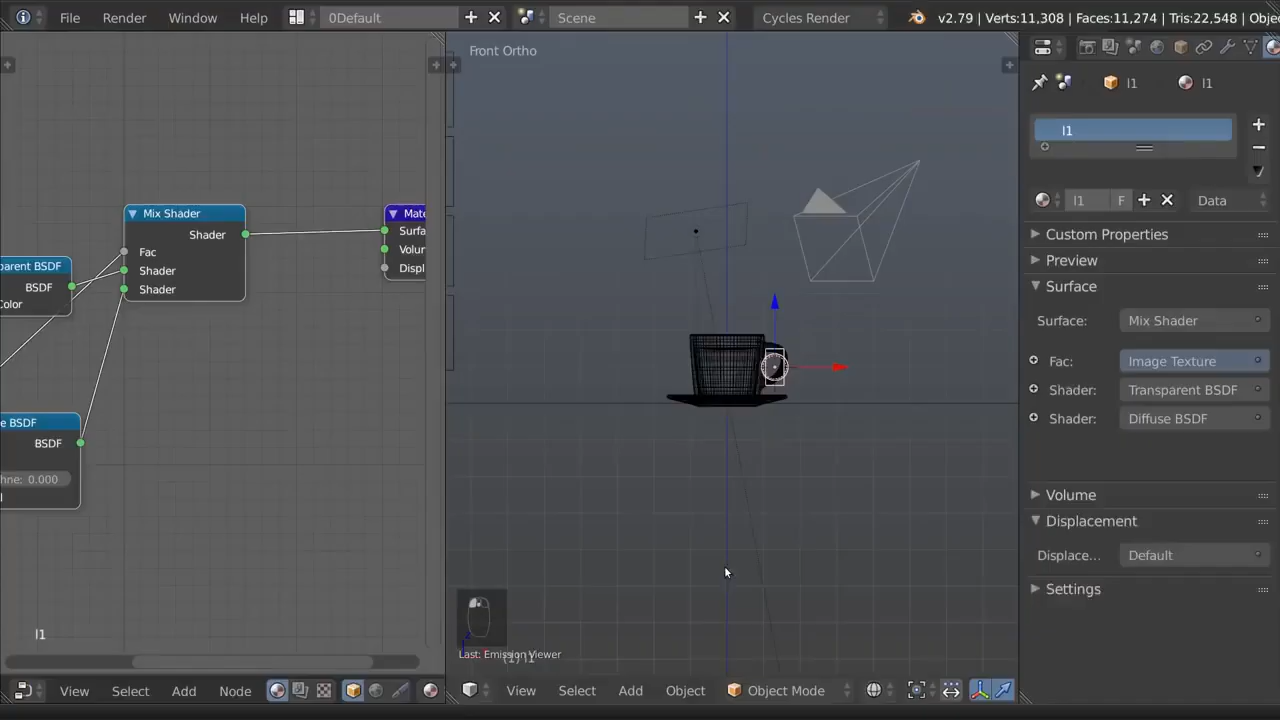 File Render Window Help 0Default Scene Cycles Render v2.79 | Verts:11,308 | Faces:11,274 | Tris:22,548 | Obje
Front Ortho
l1 l1
l1
l1 F Data
Custom Properties
Preview
Surface
Surface: Mix Shader
Fac: Image Texture
Shader: Transparent BSDF
Shader: Diffuse BSDF
Volume
Displacement
Displace... Default
Settings
Mix Shader
Shader
Fac
Shader
Shader
Mate
Surfa
Volur
Displ
parent BSDF
BSDF
Color
e BSDF
BSDF
hne: 0.000
l1
Last: Emission Viewer
(1) l1
View Select Add Node
View Select Add Object Object Mode